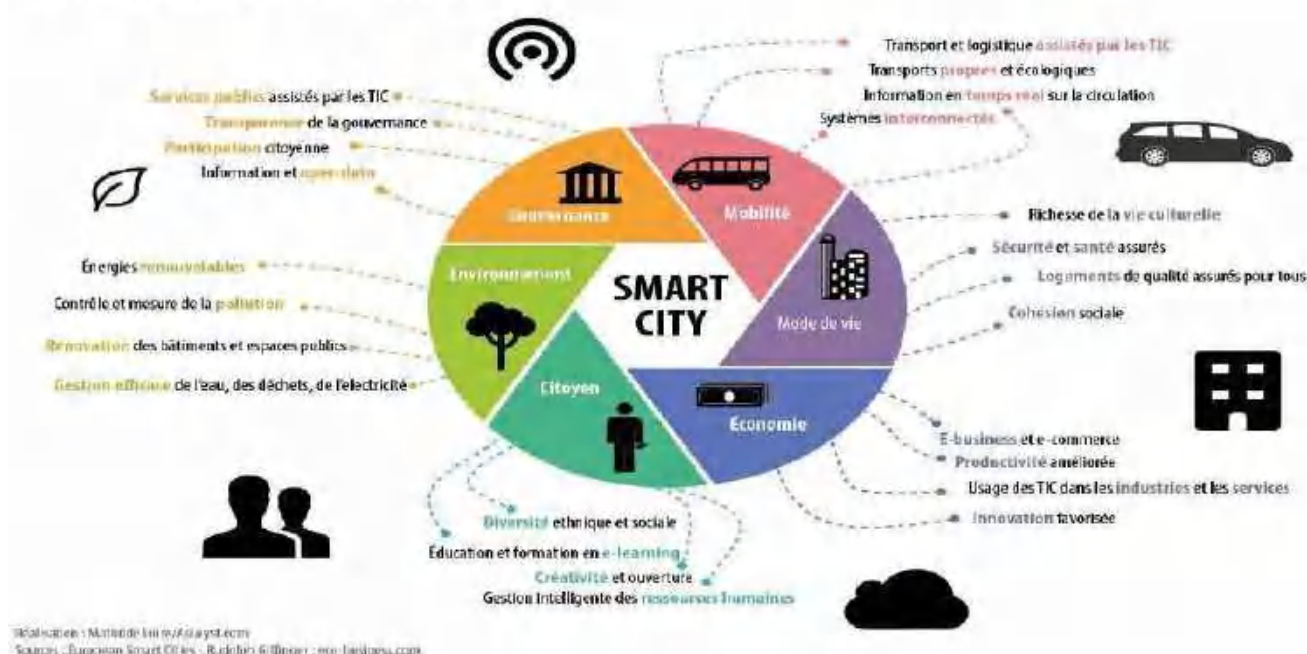 Transport et logistique assistés par les TIC
Transports propres et écologiques
Information en temps réel sur la circulation
Systèmes interconnectés
Services publics assistés par les TIC
Transparence de la gouvernance
Participation citoyenne
Information et open data
Gouvernance
Mobilité
Richesse de la vie culturelle
Sécurité et santé assurés
Logements de qualité assurés pour tous
Cohésion sociale
Énergies renouvelables
Contrôle et mesure de la pollution
Rénovation des bâtiments et espaces publics
Gestion efficace de l'eau, des déchets, de l'electricité
Environnement
SMART
CITY
Mode de vie
Citoyen
Économie
E-business et e-commerce
Productivité améliorée
Usage des TIC dans les industries et les services
Innovation favorisée
Diversité ethnique et sociale
Éducation et formation en e-learning
Créativité et ouverture
Gestion Intelligente des ressources humaines
Réalisation :
Sources : European Smart Cities -